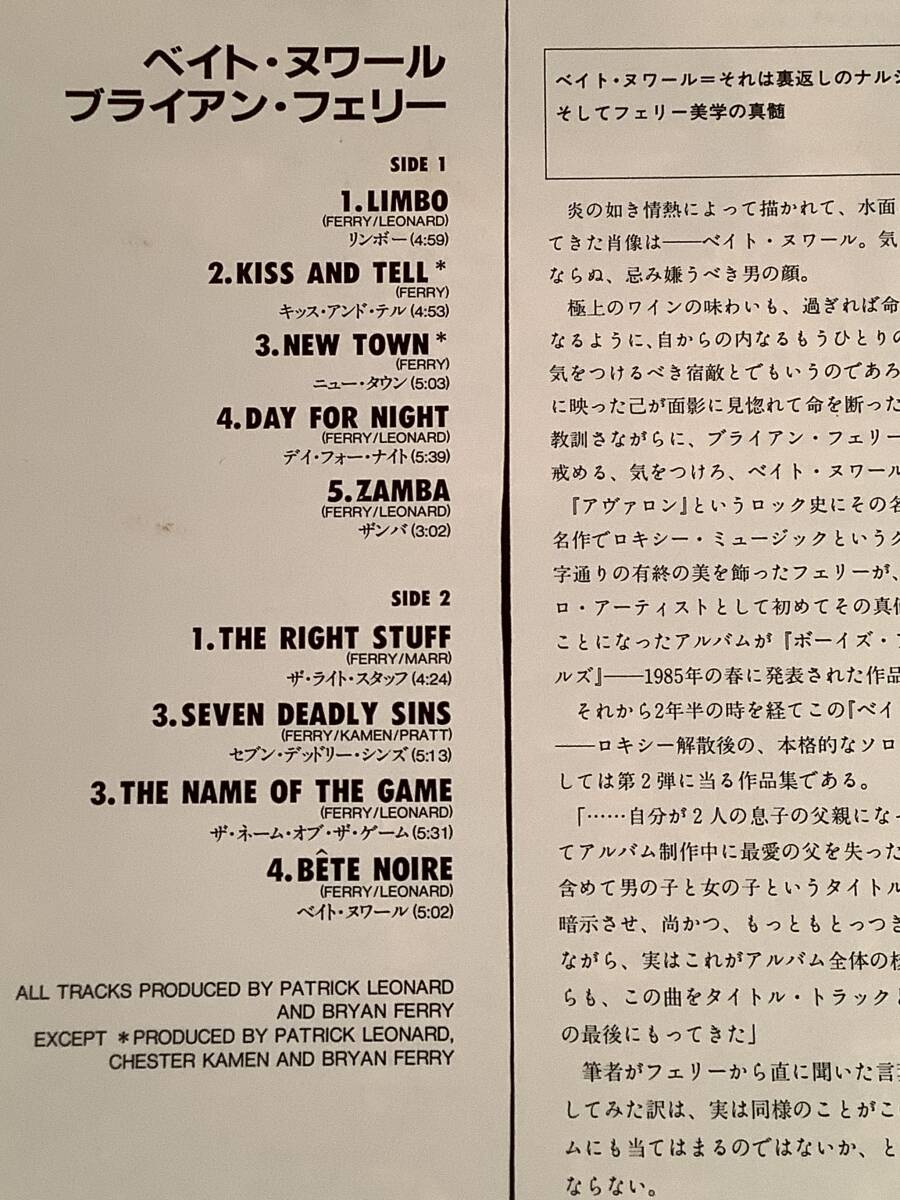 ベイト・ヌワール
ブライアン・フェリー
SIDE 1
1.LIMBO
(FERRY/LEONARD)
リンボー(4:59)
2.KISS AND TELL*
(FERRY)
キッス・アンド・テル(4:53)
3.NEW TOWN*
(FERRY)
ニュー・タウン(5:03)
4.DAY FOR NIGHT
(FERRY/LEONARD)
デイ・フォー・ナイト(5:39)
5.ZAMBA
(FERRY/LEONARD)
ザンバ(3:02)
SIDE 2
1.THE RIGHT STUFF
(FERRY/MARR)
ザ・ライト・スタッフ(4:24)
3.SEVEN DEADLY SINS
(FERRY/KAMEN/PRATT)
セブン・デッドリー・シンズ(5:13)
3.THE NAME OF THE GAME
(FERRY/LEONARD)
ザ・ネーム・オブ・ザ・ゲーム(5:31)
4.BÊTE NOIRE
(FERRY/LEONARD)
ベイト・ヌワール(5:02)
ALL TRACKS PRODUCED BY PATRICK LEONARD
AND BRYAN FERRY
EXCEPT *PRODUCED BY PATRICK LEONARD,
CHESTER KAMEN AND BRYAN FERRY
ベイト・ヌワール＝それは裏返しのナルシ
そしてフェリー美学の真髄
炎の如き情熱によって描かれて、水面
てきた肖像は――ベイト・ヌワール。気
ならぬ、忌み嫌うべき男の顔。
極上のワインの味わいも、過ぎれば命
なるように、自からの内なるもうひとりの
気をつけるべき宿敵とでもいうのであろ
に映った己が面影に見惚れて命を断った
教訓さながらに、ブライアン・フェリー
戒める、気をつけろ、ベイト・ヌワール
『アヴァロン』というロック史にその名
名作でロキシー・ミュージックというグ
字通りの有終の美を飾ったフェリーが、
ロ・アーティストとして初めてその真価
ことになったアルバムが『ボーイズ・ア
ルズ』――1985年の春に発表された作品
それから2年半の時を経てこの『ベイ
――ロキシー解散後の、本格的なソロ
しては第2弾に当る作品集である。
「……自分が2人の息子の父親になっ
てアルバム制作中に最愛の父を失った
含めて男の子と女の子というタイトル
暗示させ、尚かつ、もっともとっつき
ながら、実はこれがアルバム全体の核
らも、この曲をタイトル・トラックと
の最後にもってきた」
筆者がフェリーから直に聞いた言葉
してみた訳は、実は同様のことがこ
ムにも当てはまるのではないか、と
ならない。